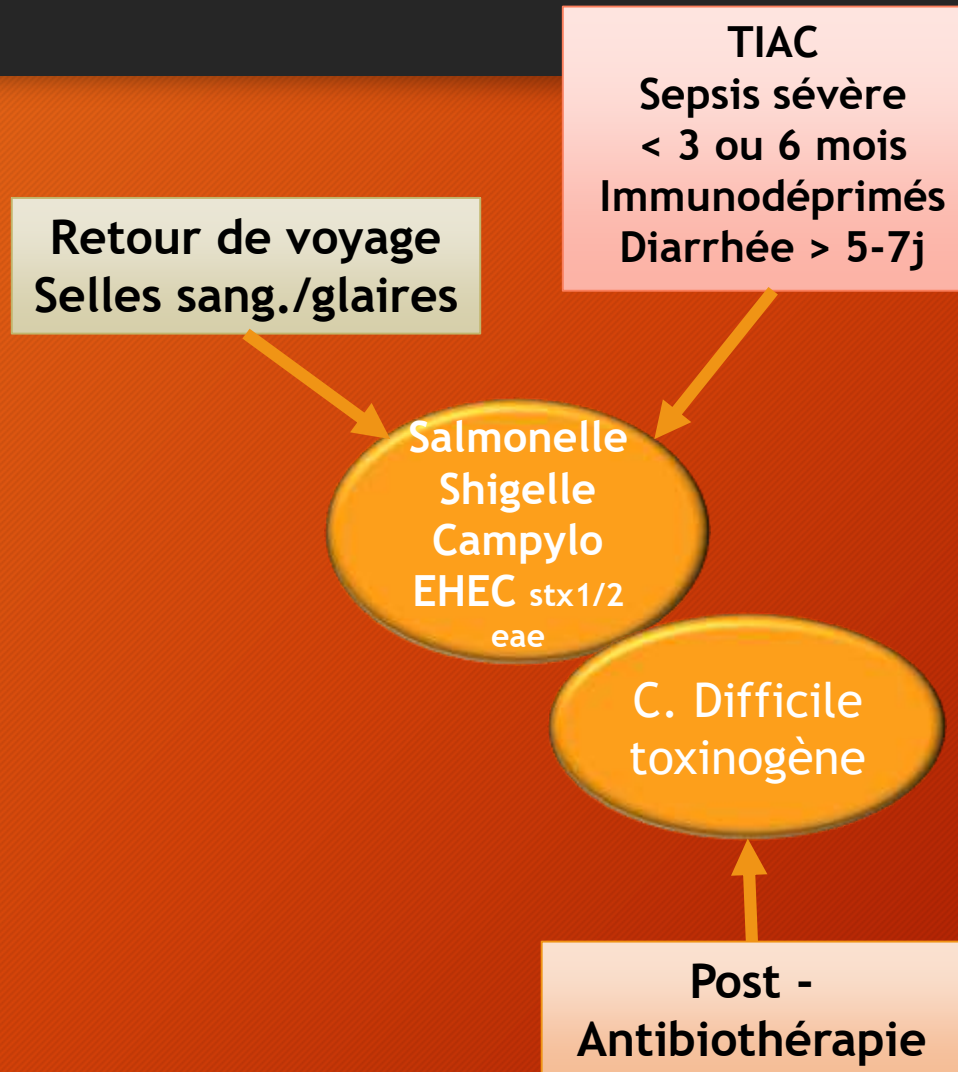 TIAC
Sepsis sévère
< 3 ou 6 mois
Immunodéprimés
Diarrhée > 5-7j
Retour de voyage
Selles sang./glaires
Salmonelle
Shigelle
Campylo
EHEC stx1/2
eae
C. Difficile
toxinogène
Post -
Antibiothérapie